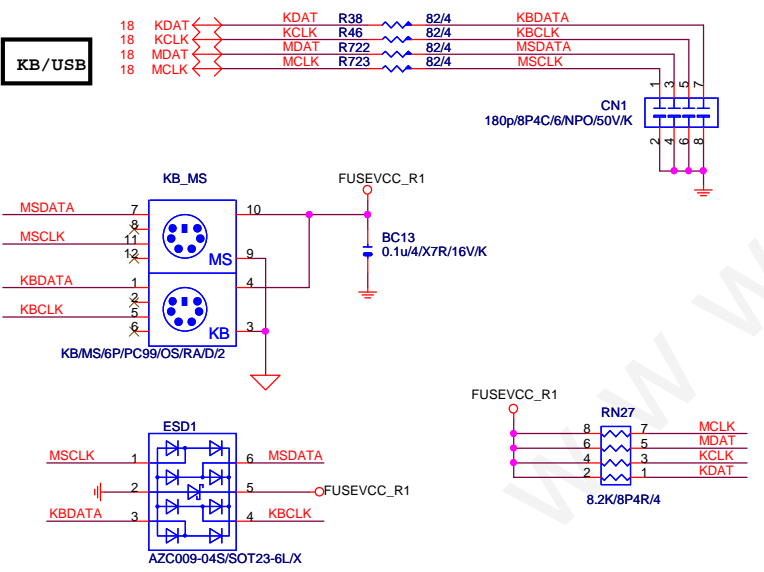 18 KDAT KDAT R38 82/4 KBDATA
18 KCLK KCLK R46 82/4 KBCLK
18 MDAT MDAT R722 82/4 MSDATA
18 MCLK MCLK R723 82/4 MSCLK
KB/USB
1 3 5 7
CN1
180p/8P4C/6/NPO/50V/K
2 4 6 8
KB_MS
FUSEVCC_R1
MSDATA 7 10
8
MSCLK 11
12 MS 9
BC13
0.1u/4/X7R/16V/K
KBDATA 1 4
2
KBCLK 5
6 KB 3
KB/MS/6P/PC99/OS/RA/D/2
FUSEVCC_R1
RN27
8 7 MCLK
6 5 MDAT
4 3 KCLK
2 1 KDAT
8.2K/8P4R/4
ESD1
MSCLK 1 6 MSDATA
2 5 FUSEVCC_R1
KBDATA 3 4 KBCLK
AZC009-04S/SOT23-6L/X
w w w